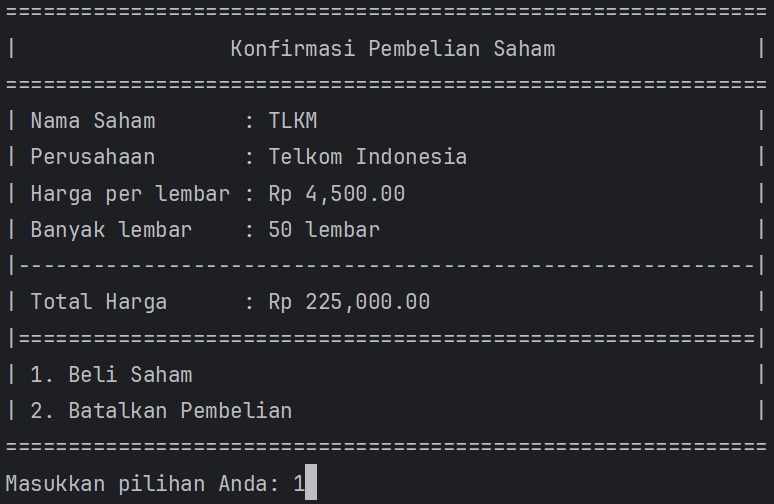 =============================================================
|                 Konfirmasi Pembelian Saham                |
=============================================================
| Nama Saham       : TLKM                                   |
| Perusahaan       : Telkom Indonesia                       |
| Harga per lembar : Rp 4,500.00                            |
| Banyak lembar    : 50 lembar                              |
|-----------------------------------------------------------|
| Total Harga      : Rp 225,000.00                          |
|===========================================================|
| 1. Beli Saham                                             |
| 2. Batalkan Pembelian                                     |
=============================================================
Masukkan pilihan Anda: 1